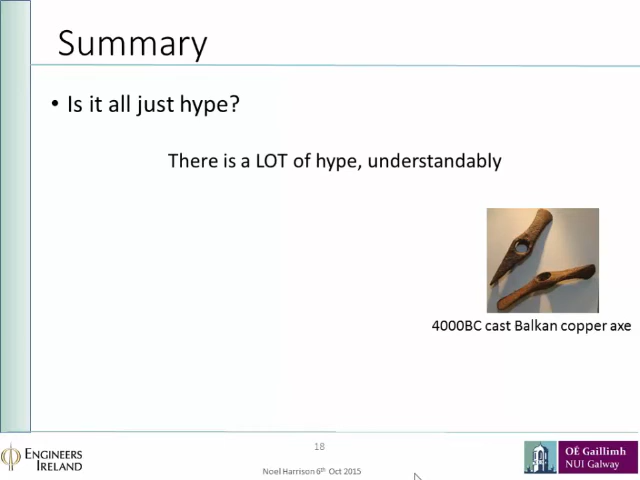 Summary
• Is it all just hype?
There is a LOT of hype, understandably
4000BC cast Balkan copper axe
18
Noel Harrison 6th Oct 2015
ENGINEERS
IRELAND
OÉ Gaillimh
NUI Galway